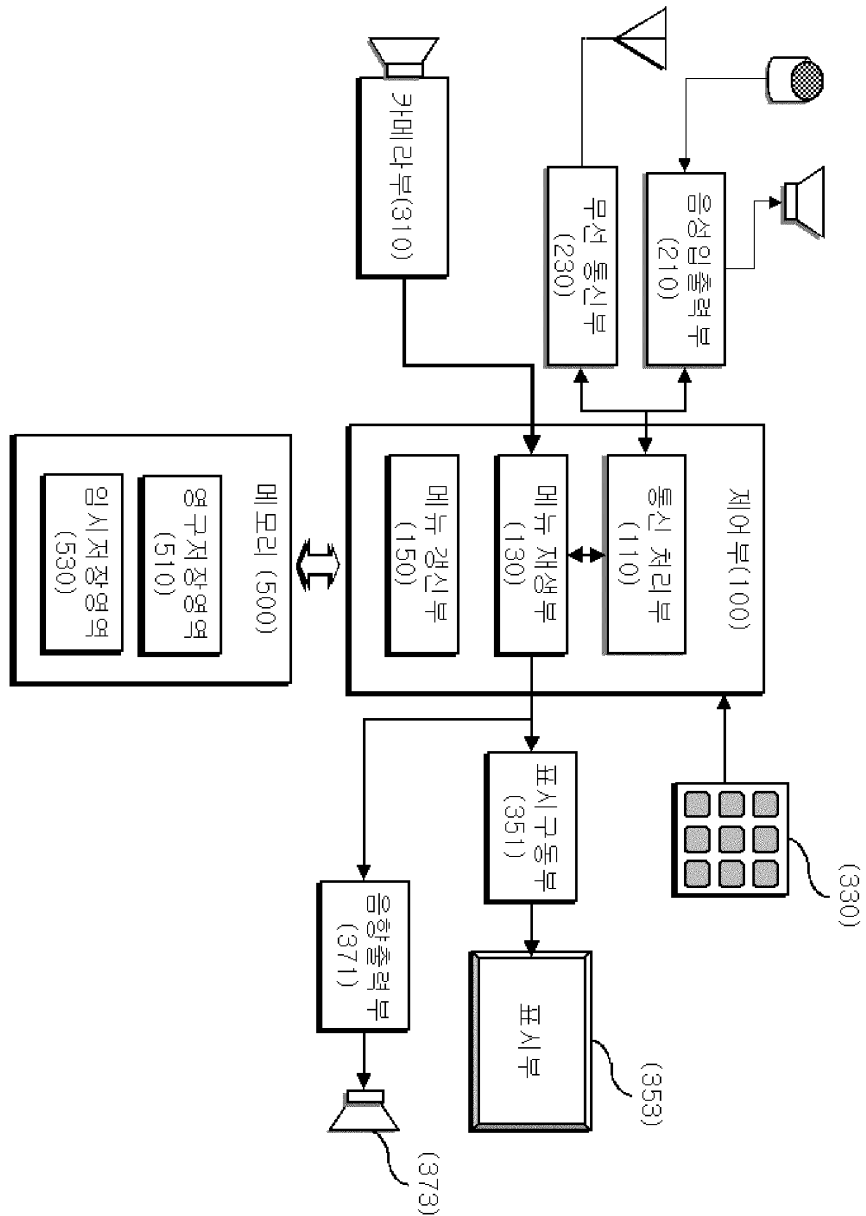 음성입출력부
(210)
무선 통신부
(230)
카메라부(310)
제어부(100)
통신 처리부
(110)
메뉴 재생부
(130)
메뉴 갱신부
(150)
메모리 (500)
영구저장영역
(510)
임시저장영역
(530)
(330)
표시구동부
(351)
표시부
(353)
음향출력부
(371)
(373)